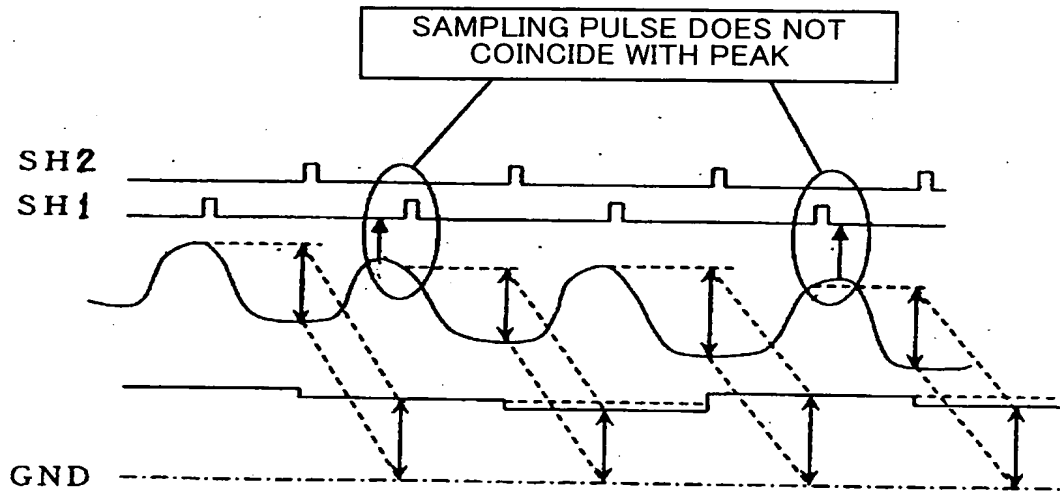 SAMPLING PULSE DOES NOT
COINCIDE WITH PEAK
SH2
SH1
GND